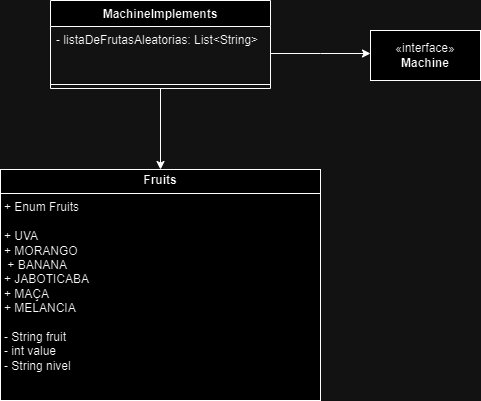 MachineImplements
- listaDeFrutasAleatorias: List<String>
«interface»
Machine
Fruits
+ Enum Fruits
+ UVA
+ MORANGO
+ BANANA
+ JABOTICABA
+ MAÇA
+ MELANCIA
- String fruit
- int value
- String nivel